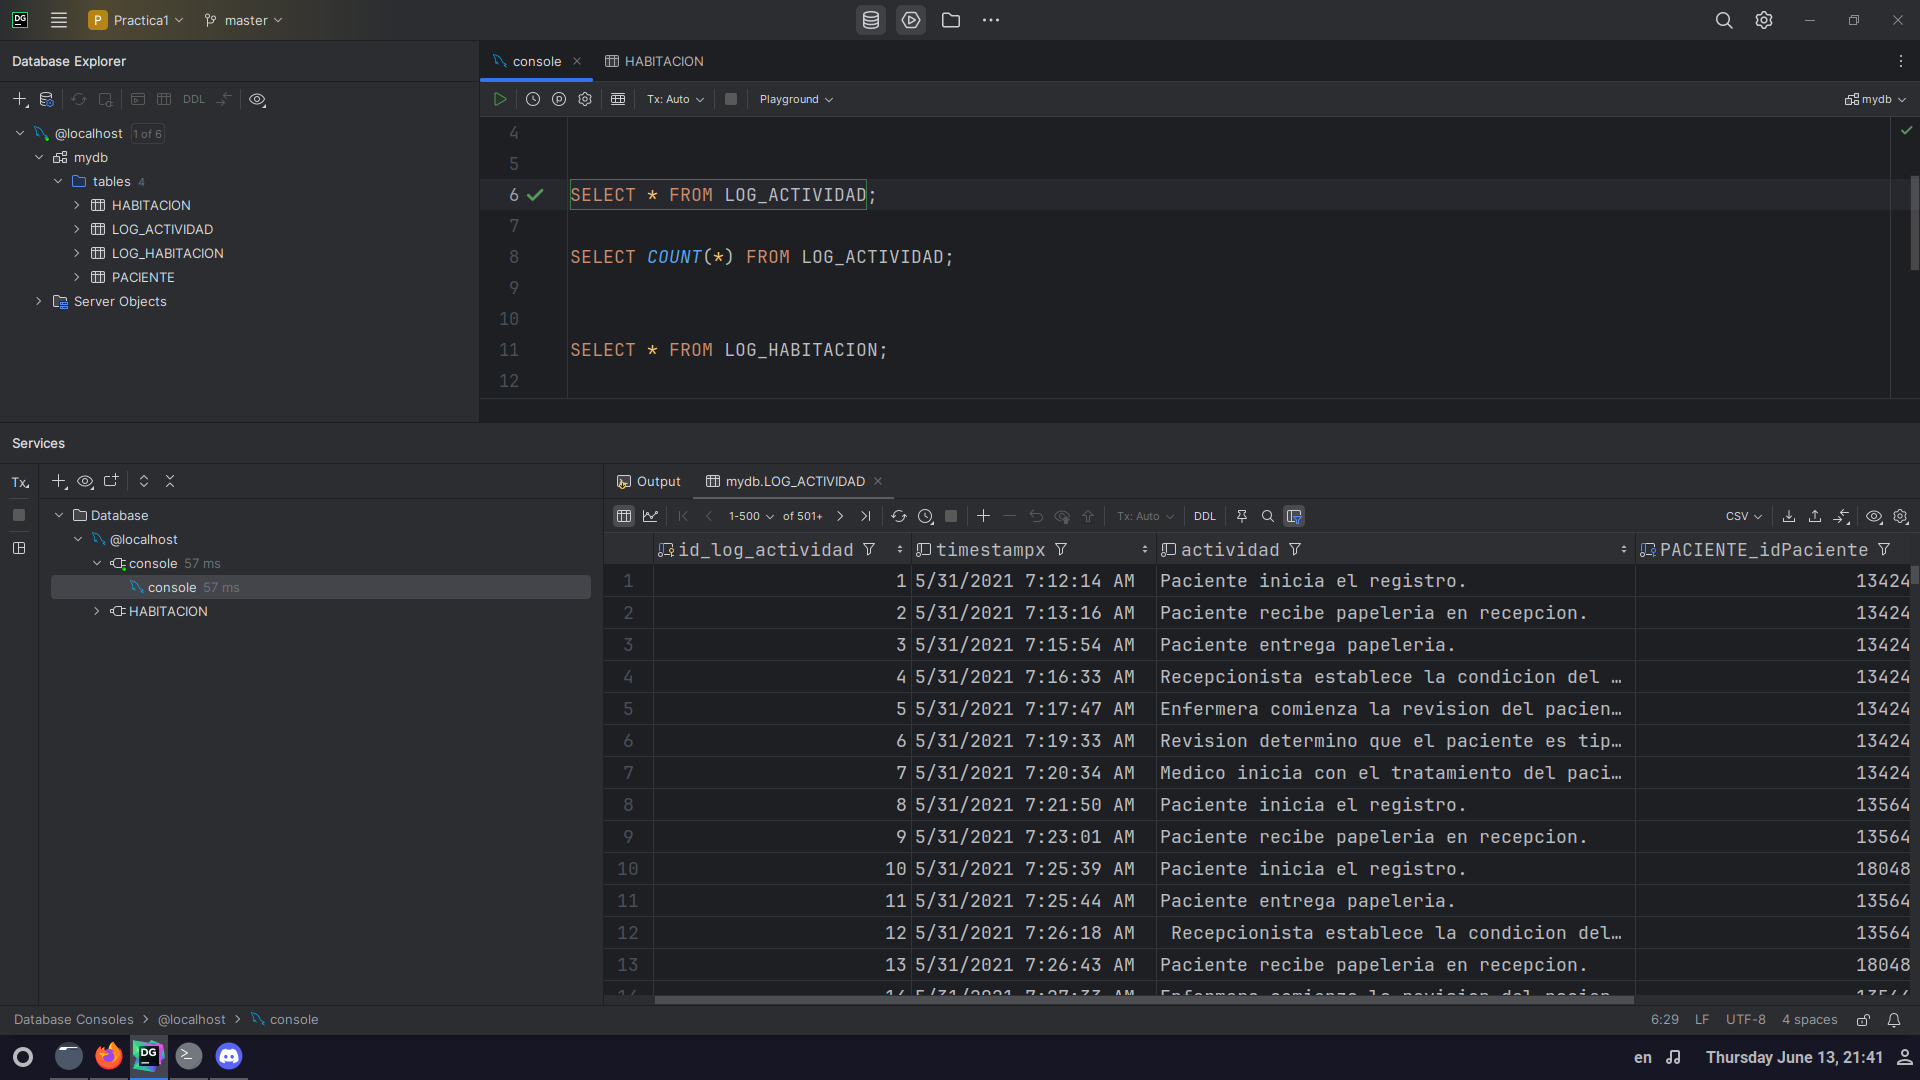 DG P Practica1 master
Database Explorer
console HABITACION
DDL
Tx: Auto Playground mydb
@localhost 1 of 6
mydb
tables 4
HABITACION
LOG_ACTIVIDAD
LOG_HABITACION
PACIENTE
Server Objects
4
5
6 SELECT * FROM LOG_ACTIVIDAD;
7
8 SELECT COUNT(*) FROM LOG_ACTIVIDAD;
9
10
11 SELECT * FROM LOG_HABITACION;
12
Services
Tx
Database
@localhost
console 57 ms
console 57 ms
HABITACION
Output mydb.LOG_ACTIVIDAD
1-500 of 501+ Tx: Auto DDL CSV
id_log_actividad timestampx actividad PACIENTE_idPaciente
1 1 5/31/2021 7:12:14 AM Paciente inicia el registro. 13424
2 2 5/31/2021 7:13:16 AM Paciente recibe papeleria en recepcion. 13424
3 3 5/31/2021 7:15:54 AM Paciente entrega papeleria. 13424
4 4 5/31/2021 7:16:33 AM Recepcionista establece la condicion del … 13424
5 5 5/31/2021 7:17:47 AM Enfermera comienza la revision del pacien… 13424
6 6 5/31/2021 7:19:33 AM Revision determino que el paciente es tip… 13424
7 7 5/31/2021 7:20:34 AM Medico inicia con el tratamiento del paci… 13424
8 8 5/31/2021 7:21:50 AM Paciente inicia el registro. 13564
9 9 5/31/2021 7:23:01 AM Paciente recibe papeleria en recepcion. 13564
10 10 5/31/2021 7:25:39 AM Paciente inicia el registro. 18048
11 11 5/31/2021 7:25:44 AM Paciente entrega papeleria. 13564
12 12 5/31/2021 7:26:18 AM Recepcionista establece la condicion del… 13564
13 13 5/31/2021 7:26:43 AM Paciente recibe papeleria en recepcion. 18048
Database Consoles > @localhost > console
6:29 LF UTF-8 4 spaces
DG
en Thursday June 13, 21:41